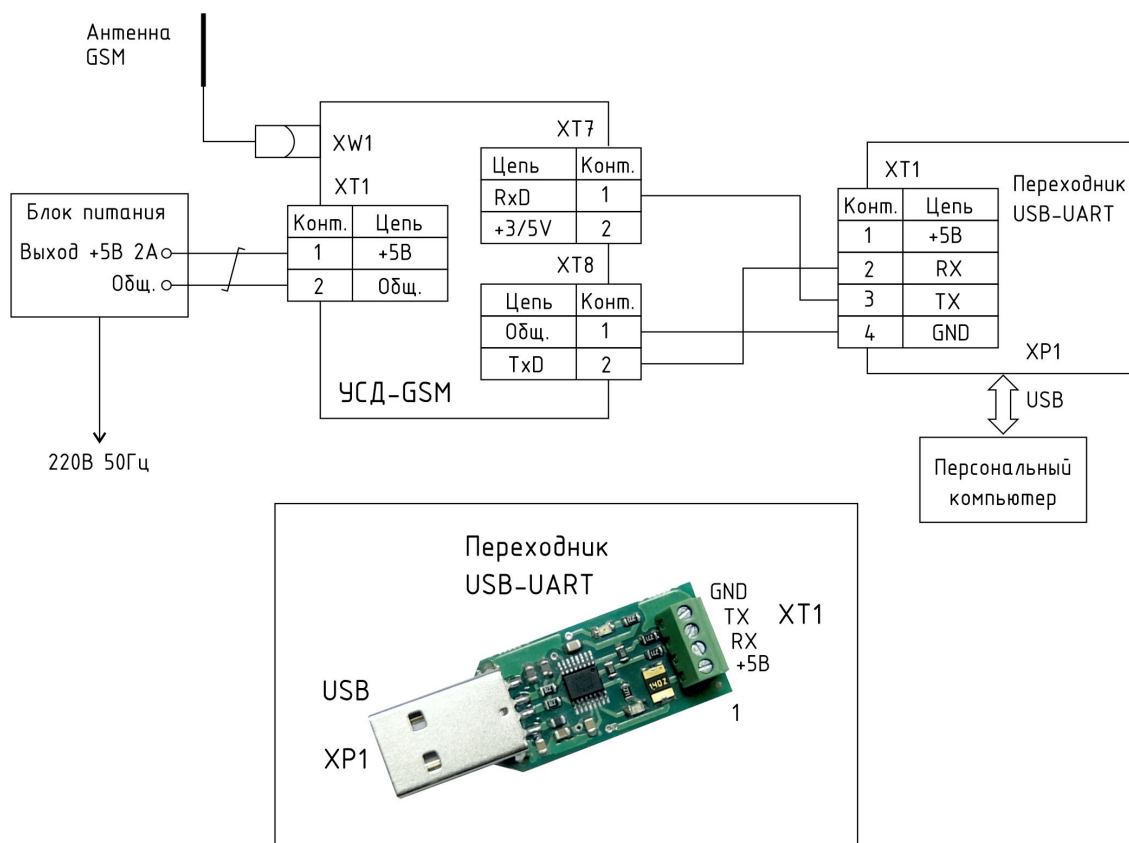 Антенна
GSM
XW1
XT7
Цепь Конт.
RxD 1
+3/5V 2
XT8
Цепь Конт.
Общ. 1
TxD 2
XT1
Конт. Цепь
1 +5В
2 Общ.
УСД-GSM
Блок питания
Выход +5В 2А
Общ.
220В 50Гц
XT1
Конт. Цепь
1 +5В
2 RX
3 TX
4 GND
Переходник
USB-UART
XP1
USB
Персональный
компьютер
Переходник
USB-UART
GND
TX
RX
+5В
XT1
1
USB
XP1
140Z